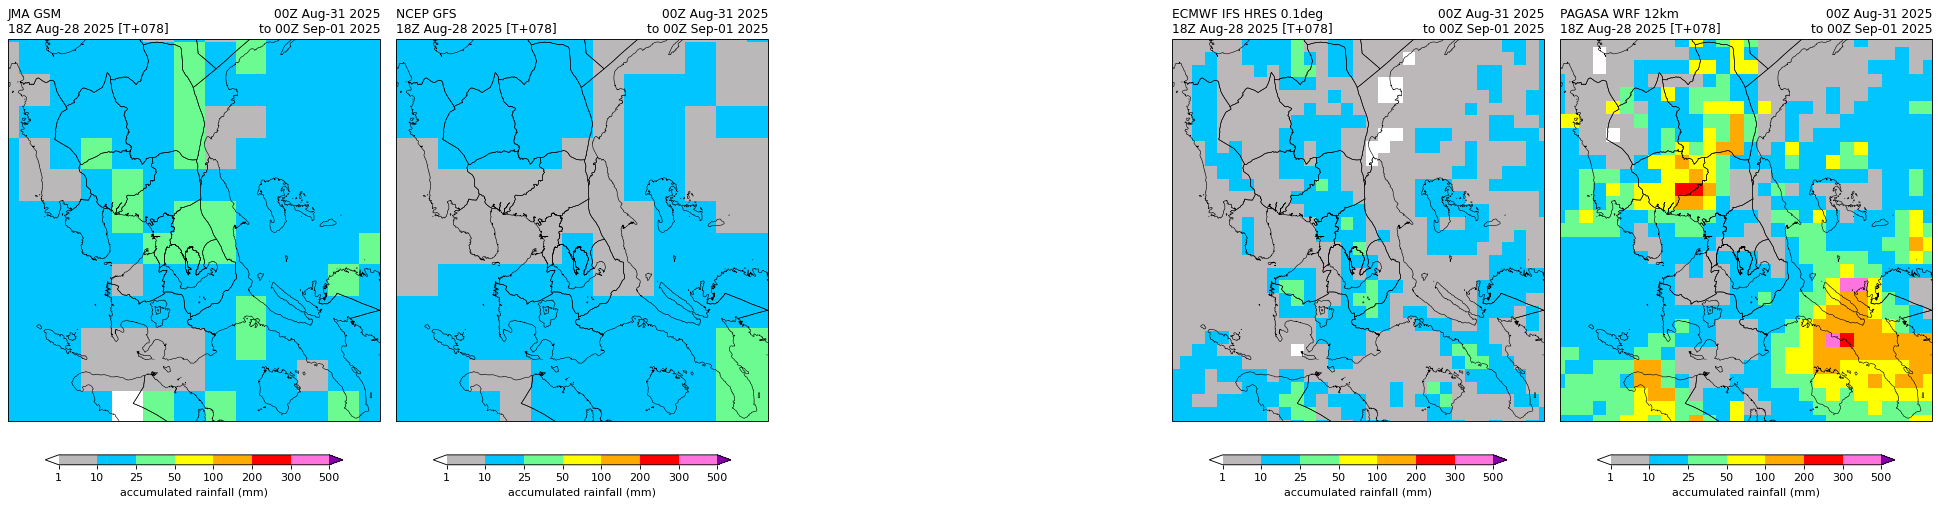 JMA GSM 00Z Aug-31 2025
18Z Aug-28 2025 [T+078] to 00Z Sep-01 2025
1 10 25 50 100 200 300 500
accumulated rainfall (mm)
NCEP GFS 00Z Aug-31 2025
18Z Aug-28 2025 [T+078] to 00Z Sep-01 2025
1 10 25 50 100 200 300 500
accumulated rainfall (mm)
ECMWF IFS HRES 0.1deg 00Z Aug-31 2025
18Z Aug-28 2025 [T+078] to 00Z Sep-01 2025
1 10 25 50 100 200 300 500
accumulated rainfall (mm)
PAGASA WRF 12km 00Z Aug-31 2025
18Z Aug-28 2025 [T+078] to 00Z Sep-01 2025
1 10 25 50 100 200 300 500
accumulated rainfall (mm)